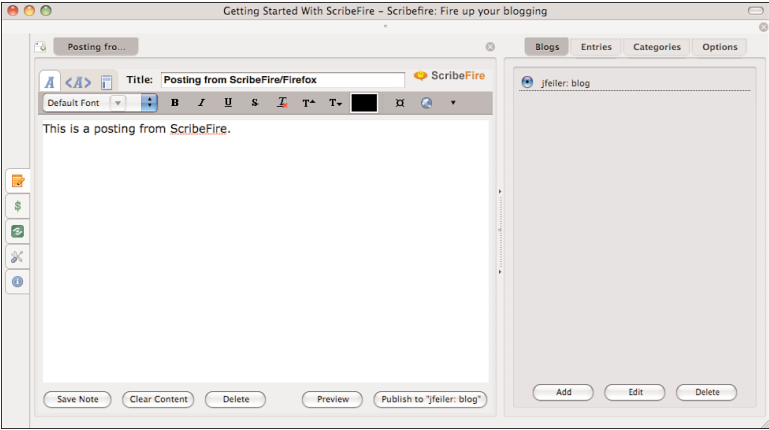 Getting Started With ScribeFire – Scribefire: Fire up your blogging
Posting fro...
Blogs Entries Categories Options
A <A> Title: Posting from ScribeFire/Firefox ScribeFire
jfeiler: blog
Default Font B I U S T T T
This is a posting from ScribeFire.
$
Save Note Clear Content Delete Preview Publish to "jfeiler: blog"
Add Edit Delete